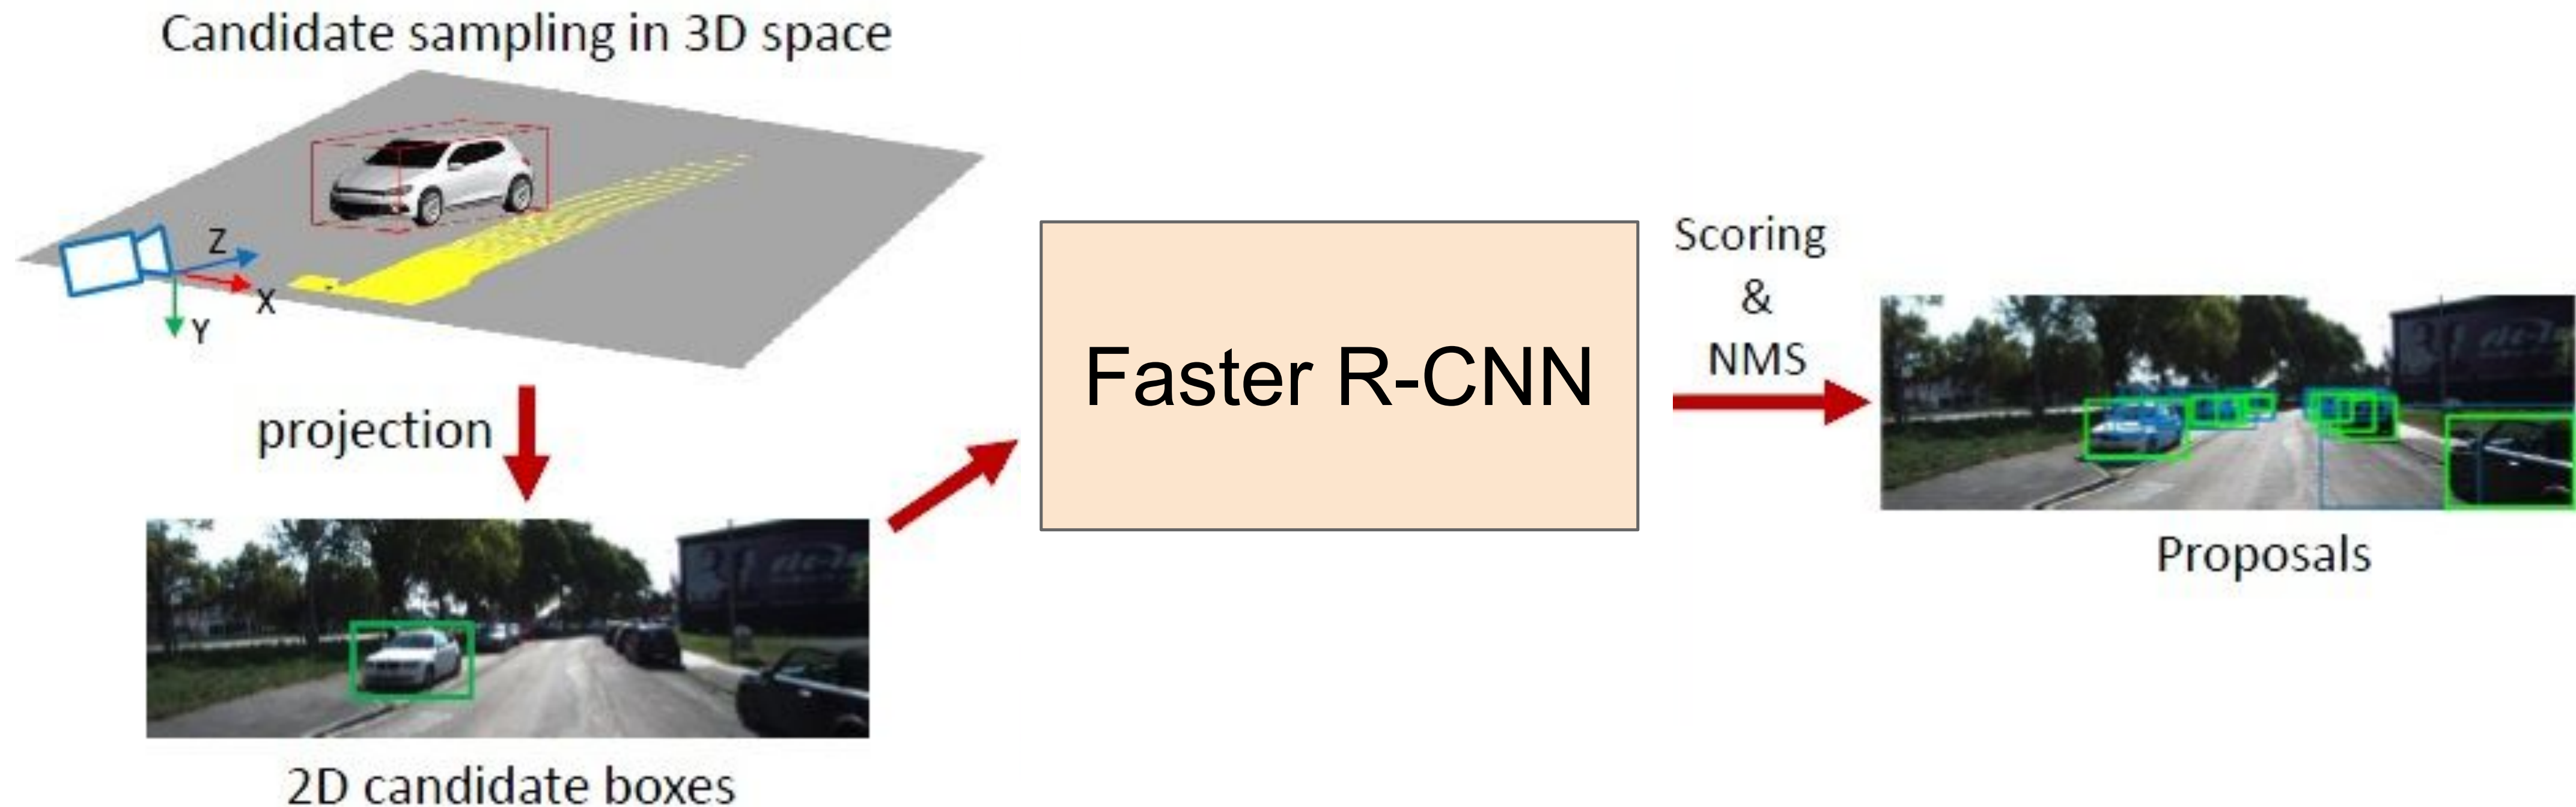 Candidate sampling in 3D space
Z
X
Y
projection
2D candidate boxes
Faster R-CNN
Scoring
&
NMS
Proposals